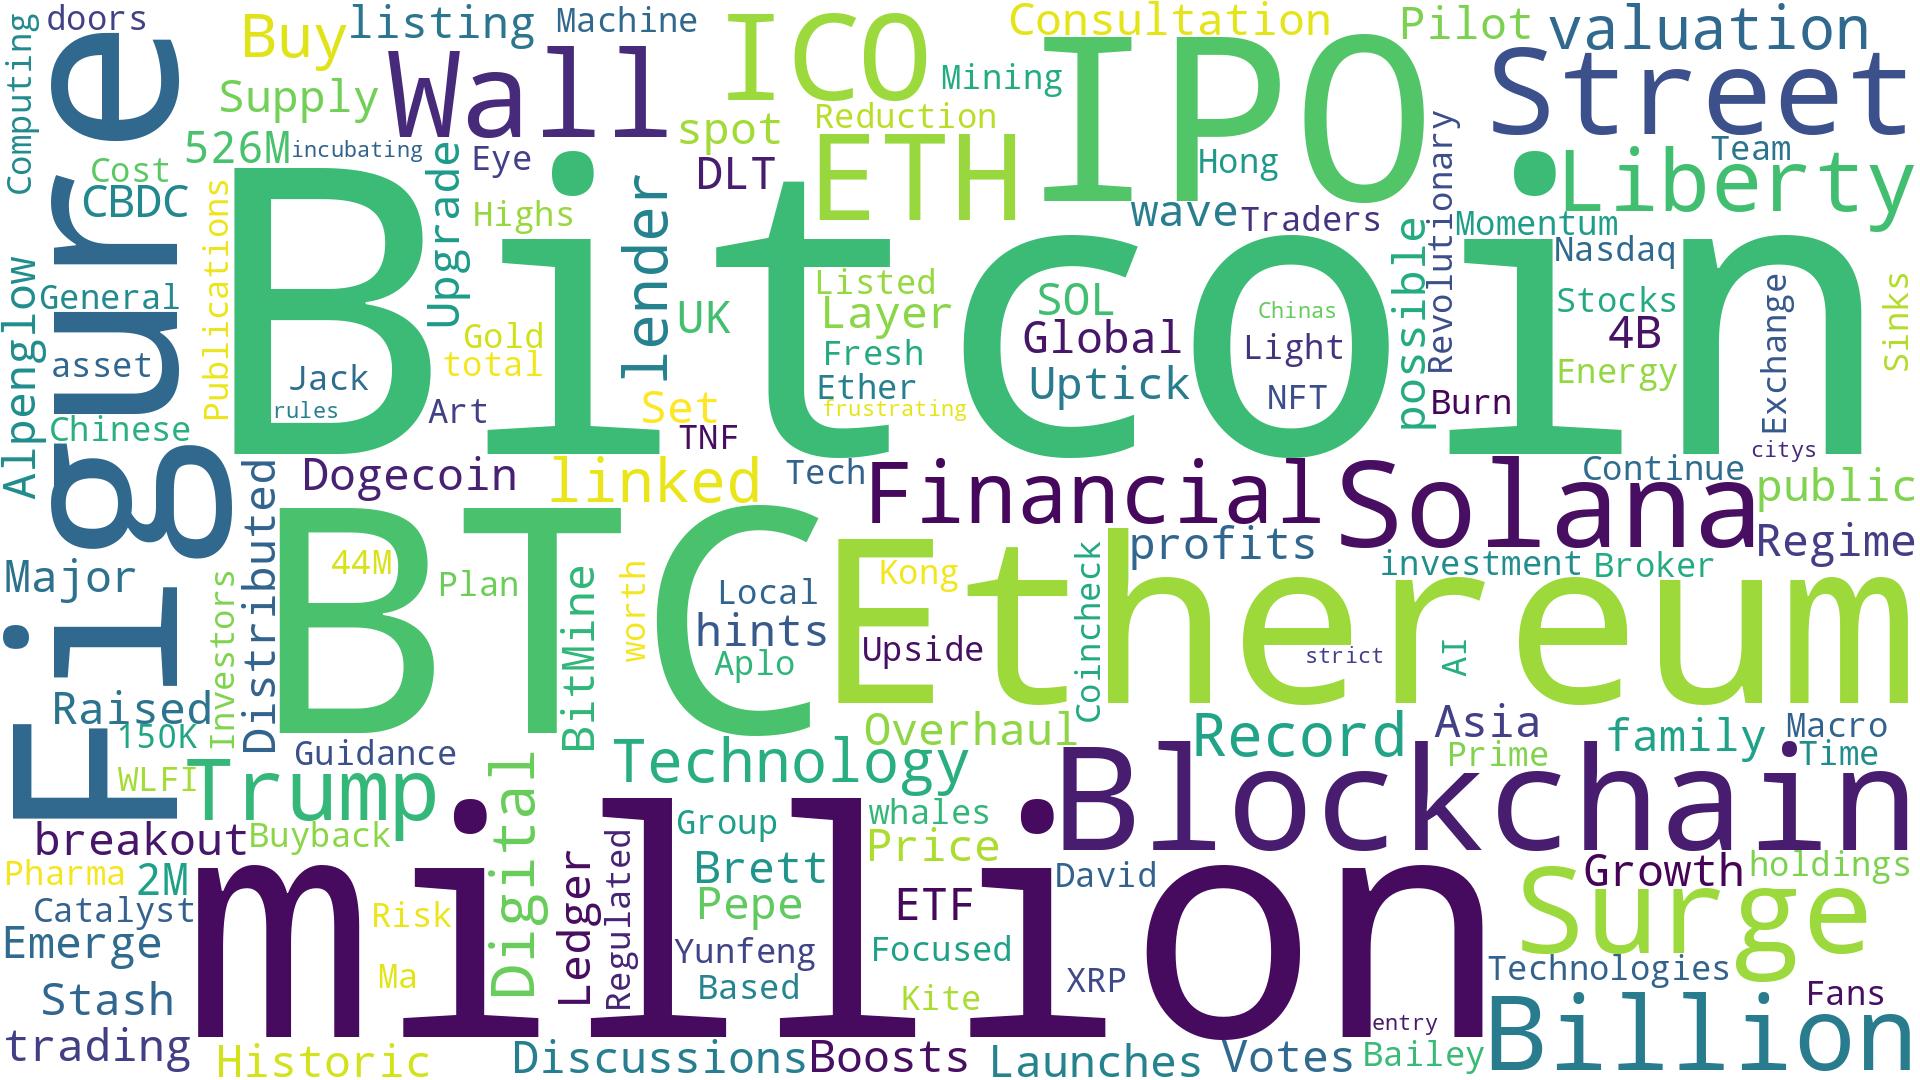 doors
Buy
listing
Machine
ICO
Consultation
Pilot
valuation
Computing
Figure
Wall
IPO
Street
Supply
Mining
spot
Reduction
526M
incubating
Eye
DLT
ETH
Hong
Revolutionary
Team
Liberty
Cost
CBDC
Publications
Upgrade
Highs
lender
wave
Traders
Momentum
possible
Nasdaq
Bitcoin
Alpenglow
General
Gold
total
UK
Listed
Layer
SOL
Global
Chinas
Light
Stocks
4B
Exchange
Sinks
asset
Jack
rules
Art
Set
TNF
Fresh
Ether
frustrating
Uptick
NFT
Burn
Energy
Chinese
citys
Dogecoin
linked
Tech
Financial
Solana
Continue
public
Distributed
BTC
profits
Regime
Major
44M
Plan
BitMine
worth
Local
hints
Aplo
Kong
Upside
Ethereum
Coincheck
investment
Broker
strict
AI
Investors
Raised
150K
Guidance
WLFI
Trump
Digital
Technology
Overhaul
Record
Asia
Prime
family
Macro
Time
breakout
Buyback
Group
whales
Price
Blockchain
Pharma
2M
million
Ledger
Regulated
Brett
Pepe
ETF
David
Surge
Growth
holdings
Catalyst
Risk
Emerge
Ma
Yunfeng
Focused
Based
Kite
XRP
Technologies
Stash
Fans
trading
Historic
Discussions
Boosts
Launches
Votes
entry
Bailey
Billion